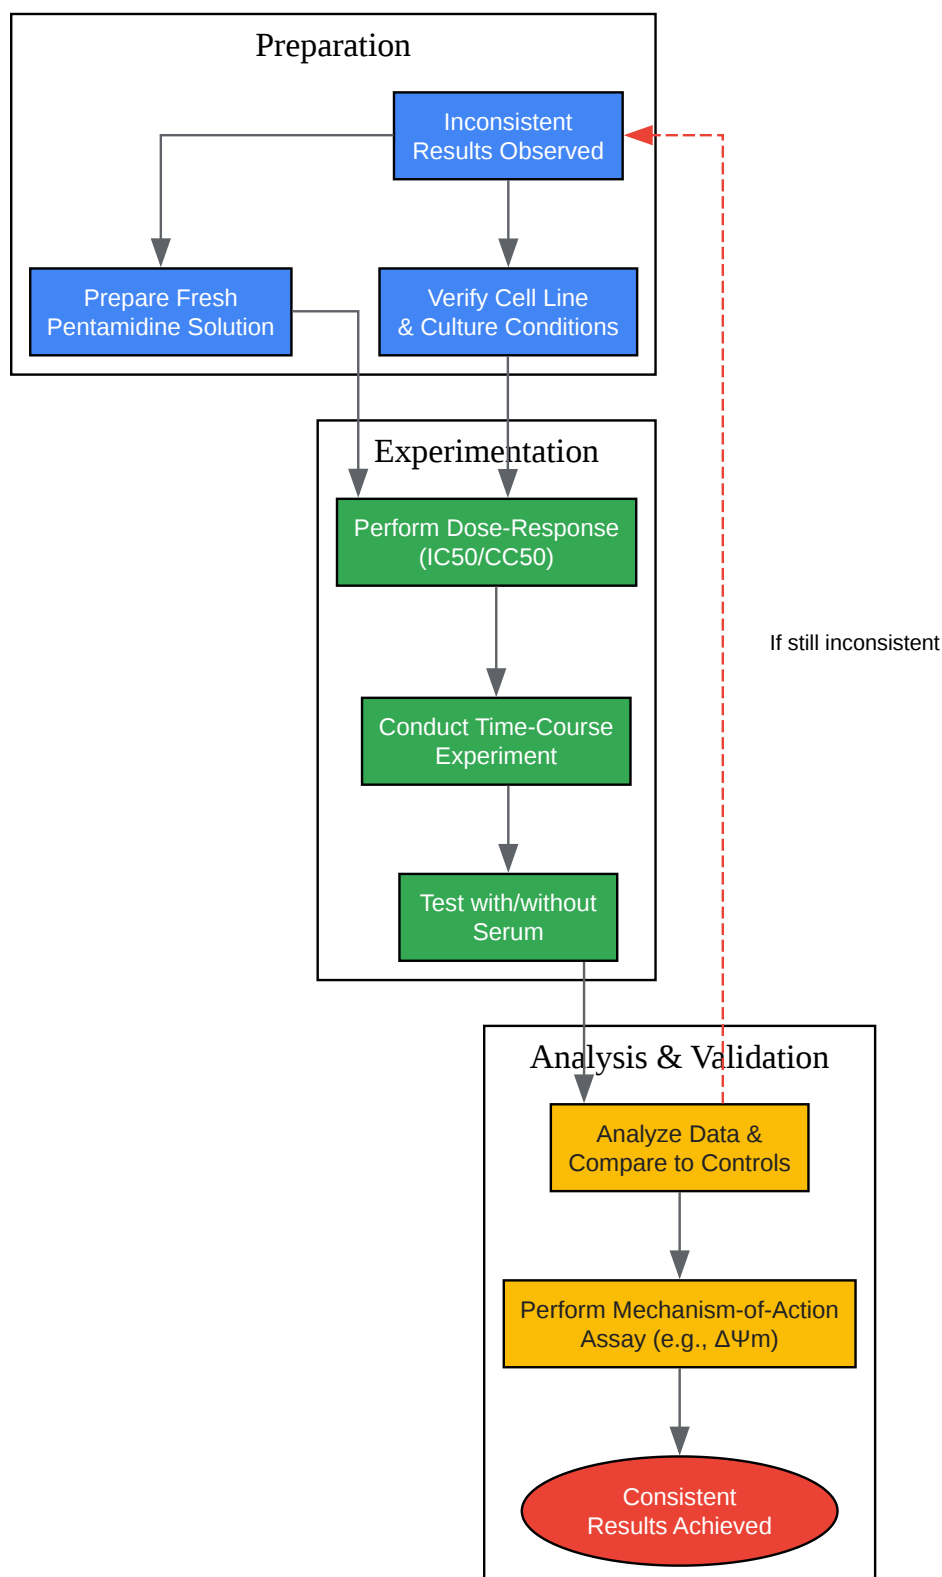 Preparation
Inconsistent
Results Observed
Prepare Fresh
Pentamidine Solution
Verify Cell Line
& Culture Conditions
Experimentation
Perform Dose-Response
(IC50/CC50)
If still inconsistent
Conduct Time-Course
Experiment
Test with/without
Serum
Analysis & Validation
Analyze Data &
Compare to Controls
Perform Mechanism-of-Action
Assay (e.g., ΔΨm)
Consistent
Results Achieved